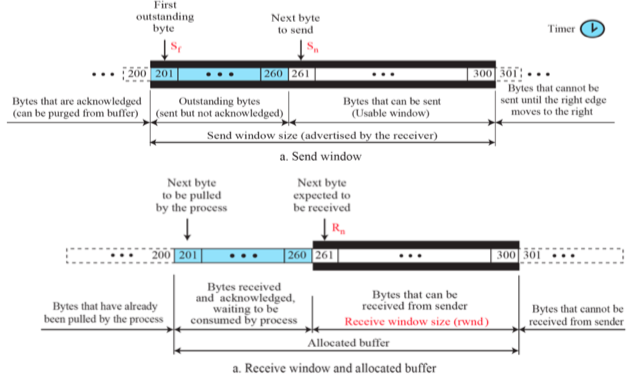 First
outstanding
byte
Next byte
to send
Timer
Sf
Sn
••• 200 201 ••• 260 261 ••• 300 301 •••
Bytes that are acknowledged
(can be purged from buffer)
Outstanding bytes
(sent but not acknowledged)
Bytes that can be sent
(Usable window)
Bytes that cannot be
sent until the right edge
moves to the right
Send window size (advertised by the receiver)
a. Send window
Next byte
to be pulled
by the process
Next byte
expected to
be received
Rn
••• 200 201 ••• 260 261 ••• 300 301 •••
Bytes that have already
been pulled by the process
Bytes received
and acknowledged,
waiting to be
consumed by process
Bytes that can be
received from sender
Receive window size (rwnd)
Bytes that cannot be
received from sender
Allocated buffer
a. Receive window and allocated buffer